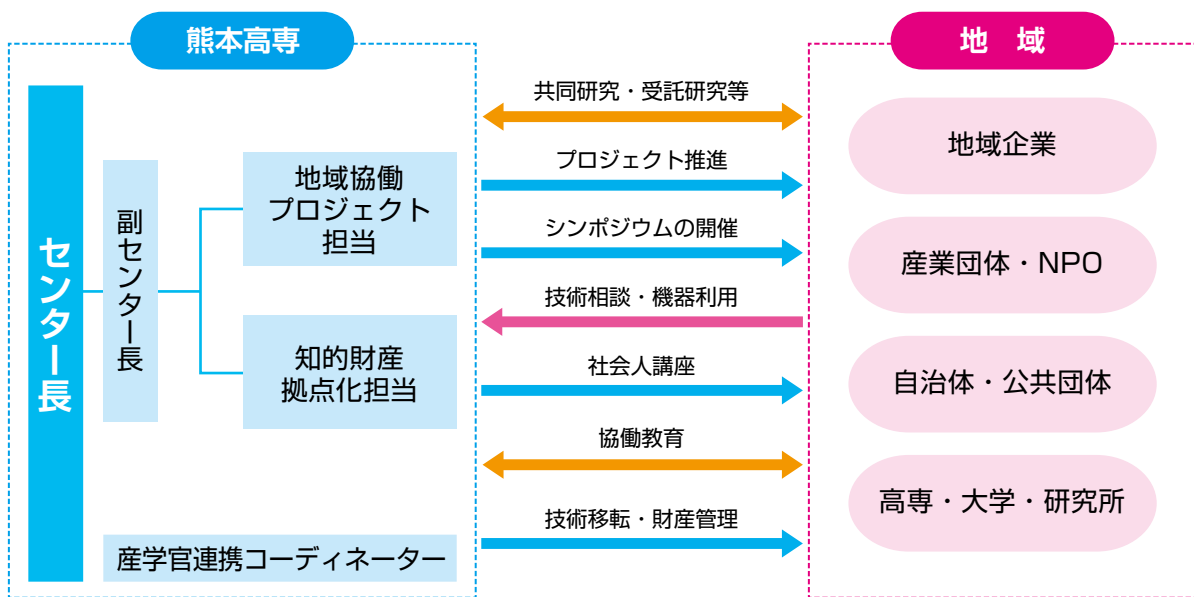 熊本高専
センター長
副センター長
地域協働
プロジェクト
担当
知的財産
拠点化担当
産学官連携コーディネーター
共同研究・受託研究等
プロジェクト推進
シンポジウムの開催
技術相談・機器利用
社会人講座
協働教育
技術移転・財産管理
地　域
地域企業
産業団体・NPO
自治体・公共団体
高専・大学・研究所